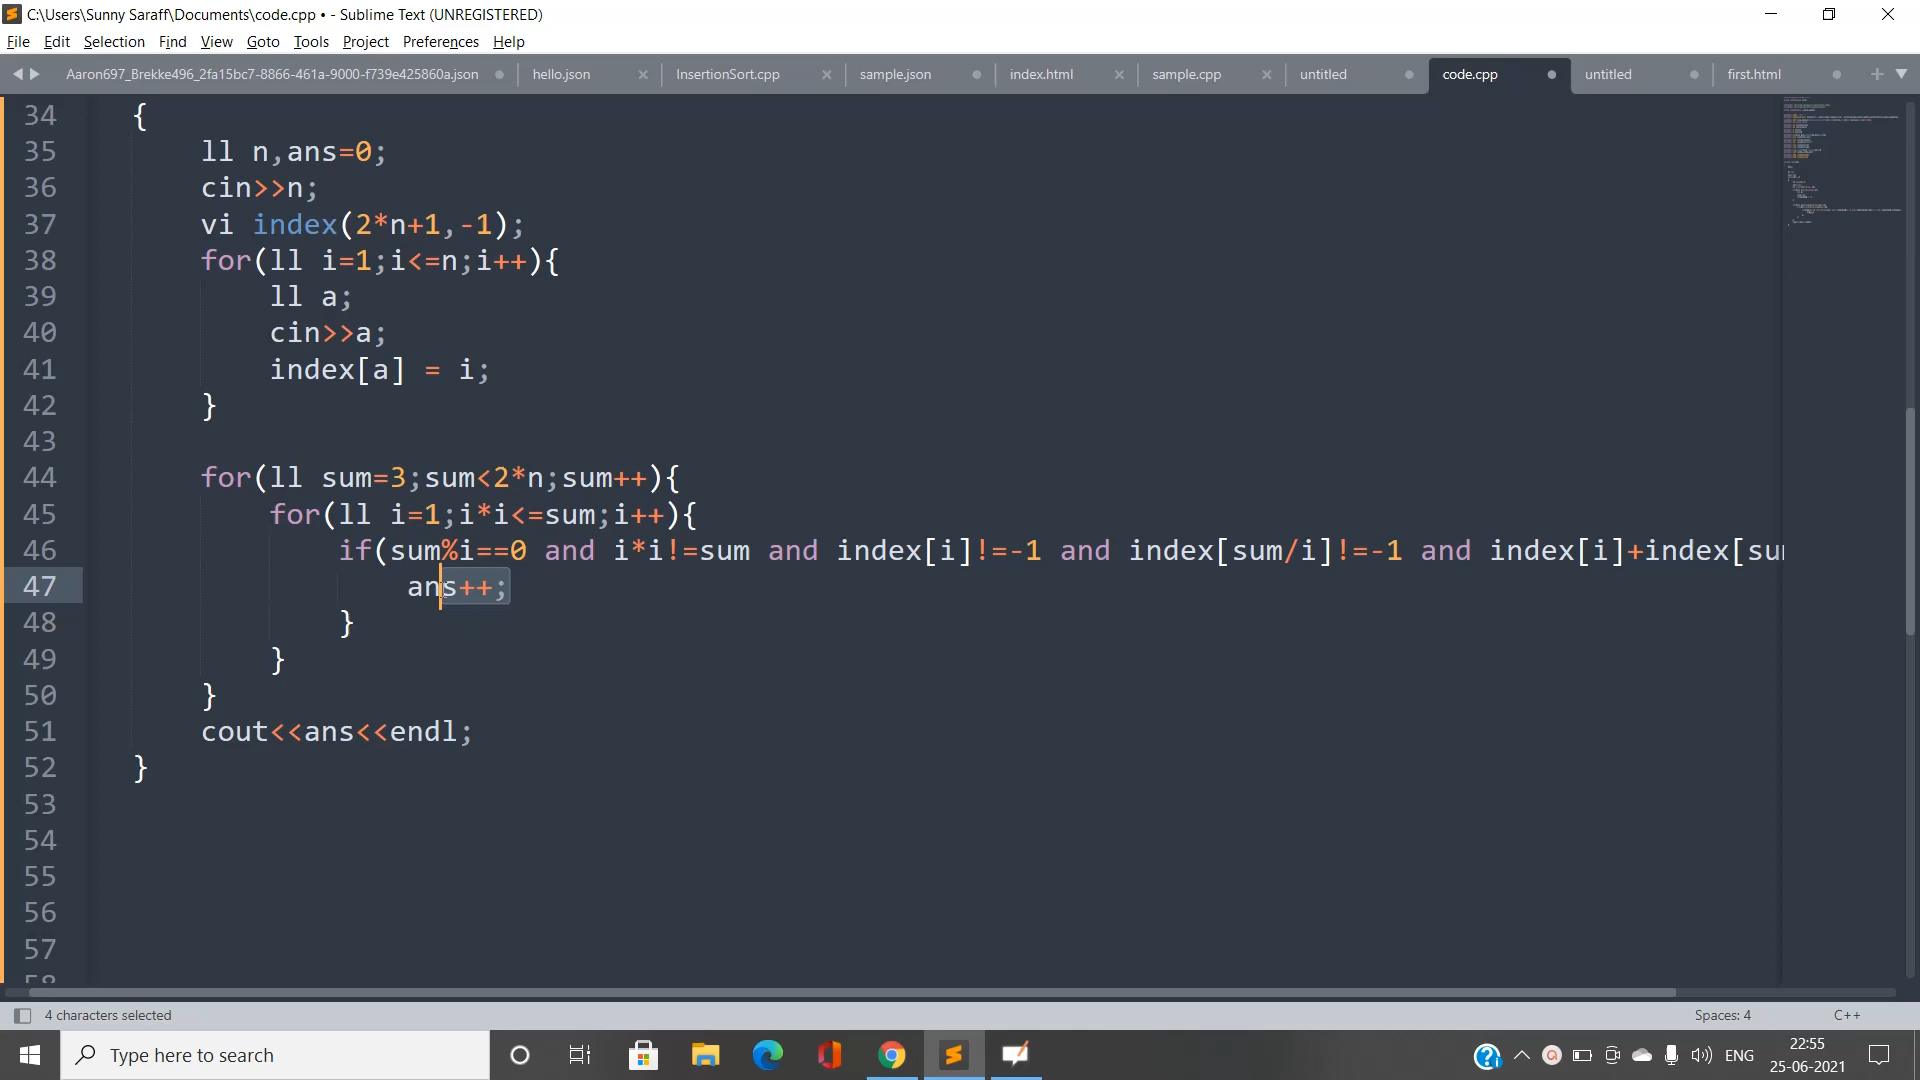 C:\Users\Sunny Saraff\Documents\code.cpp • - Sublime Text (UNREGISTERED)
File Edit Selection Find View Goto Tools Project Preferences Help
Aaron697_Brekke496_2fa15bc7-8866-461a-9000-f739e425860a.json hello.json InsertionSort.cpp sample.json index.html sample.cpp untitled code.cpp untitled first.html
34 {
35 ll n,ans=0;
36 cin>>n;
37 vi index(2*n+1,-1);
38 for(ll i=1;i<=n;i++){
39 ll a;
40 cin>>a;
41 index[a] = i;
42 }
43
44 for(ll sum=3;sum<2*n;sum++){
45 for(ll i=1;i*i<=sum;i++){
46 if(sum%i==0 and i*i!=sum and index[i]!=-1 and index[sum/i]!=-1 and index[i]+index[su
47 ans++;
48 }
49 }
50 }
51 cout<<ans<<endl;
52 }
53
54
55
56
57
58
4 characters selected Spaces: 4 C++
Type here to search
ENG
22:55
25-06-2021